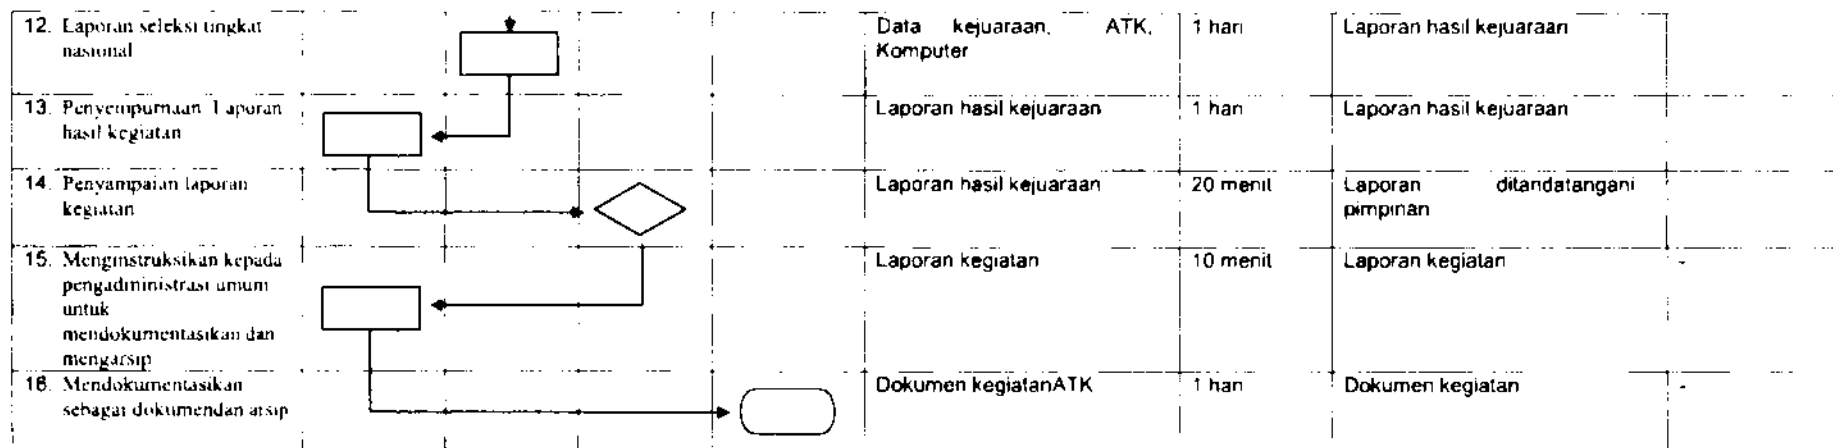 12. Laporan seleksi tingkat nasional
Data kejuaraan, ATK, Komputer
1 hari
Laporan hasil kejuaraan
13. Penyempurnaan Laporan hasil kegiatan
Laporan hasil kejuaraan
1 hari
Laporan hasil kejuaraan
14. Penyampaian laporan kegiatan
Laporan hasil kejuaraan
20 menit
Laporan ditandatangani pimpinan
15. Menginstruksikan kepada pengadministrasi umum untuk mendokumentasikan dan mengarsip
Laporan kegiatan
10 menit
Laporan kegiatan
-
16. Mendokumentasikan sebagai dokumendan arsip
Dokumen kegiatanATK
1 hari
Dokumen kegiatan
-